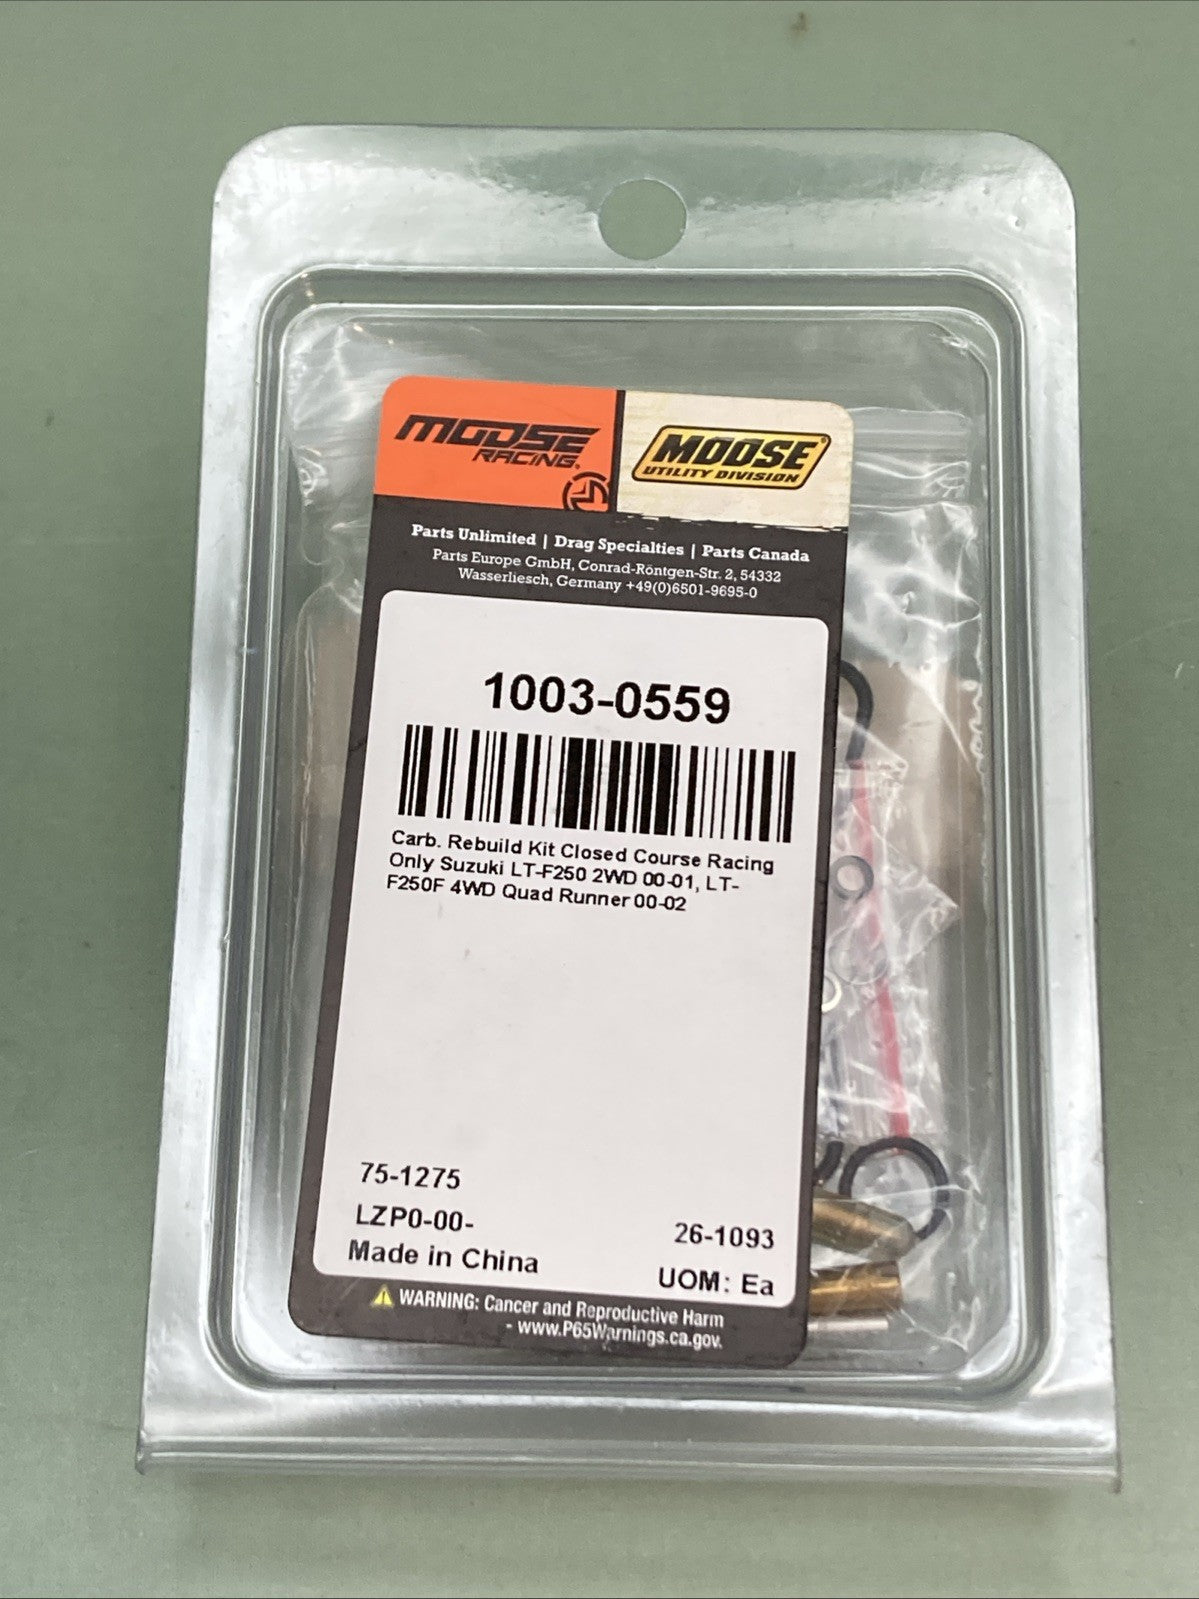 MOOSE
RACING®
MOOSE®
UTILITY DIVISION
Parts Unlimited | Drag Specialties | Parts Canada
Parts Europe GmbH, Conrad-Röntgen-Str. 2, 54332
Wasserliesch, Germany +49(0)6501-9695-0
1003-0559
Carb. Rebuild Kit Closed Course Racing
Only Suzuki LT-F250 2WD 00-01, LT-
F250F 4WD Quad Runner 00-02
75-1275
LZP0-00-
26-1093
Made in China
UOM: Ea
WARNING: Cancer and Reproductive Harm
- www.P65Warnings.ca.gov.